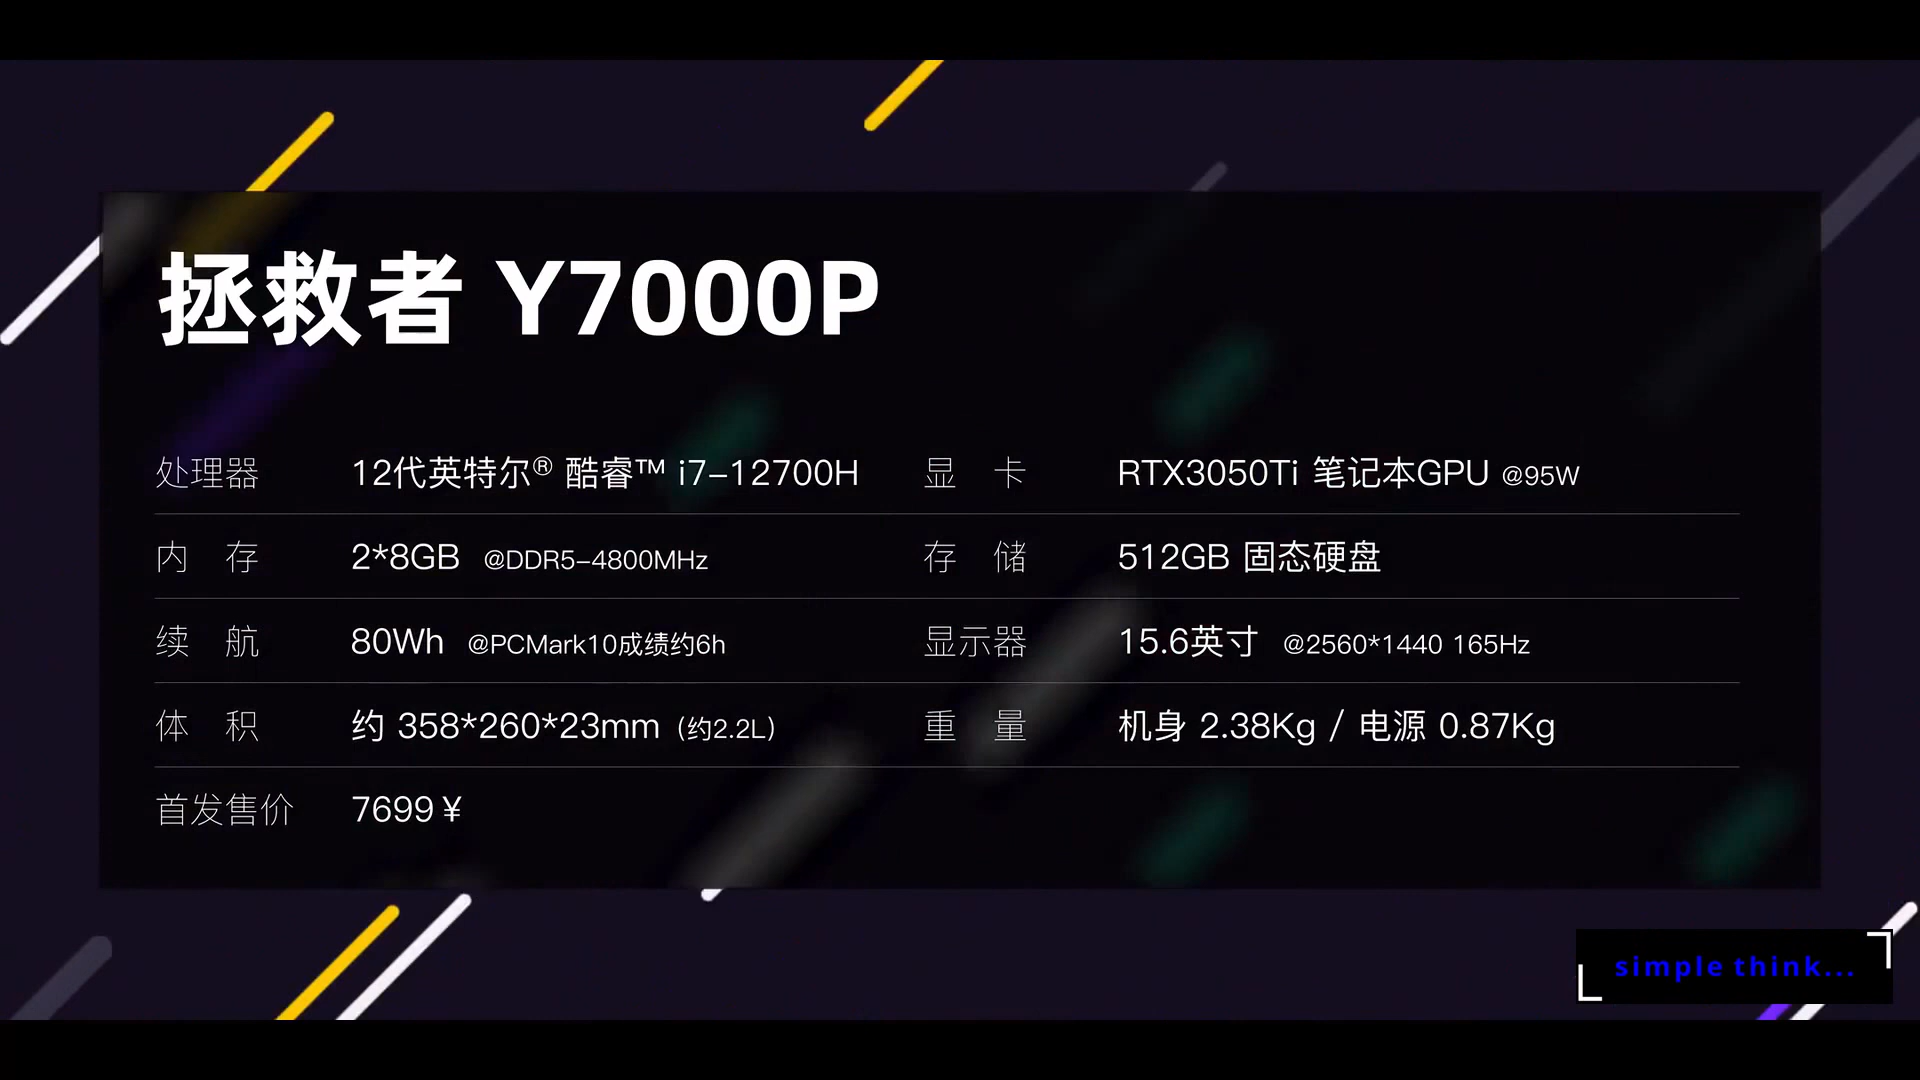 拯救者 Y7000P
处理器 12代英特尔® 酷睿™ i7-12700H 显 卡 RTX3050Ti 笔记本GPU @95W
内 存 2*8GB @DDR5-4800MHz 存 储 512GB 固态硬盘
续 航 80Wh @PCMark10成绩约6h 显示器 15.6英寸 @2560*1440 165Hz
体 积 约 358*260*23mm (约2.2L) 重 量 机身 2.38Kg / 电源 0.87Kg
首发售价 7699¥
simple think...